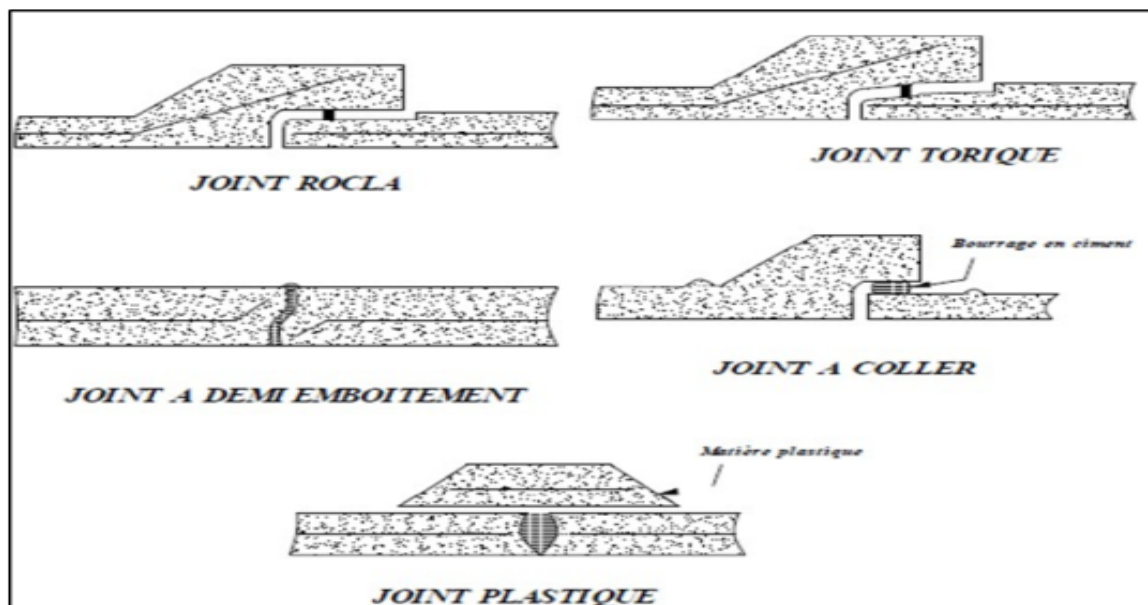 JOINT ROCLA
JOINT TORIQUE
Bourrage en ciment
JOINT A DEMI EMBOITEMENT
JOINT A COLLER
Matière plastique
JOINT PLASTIQUE